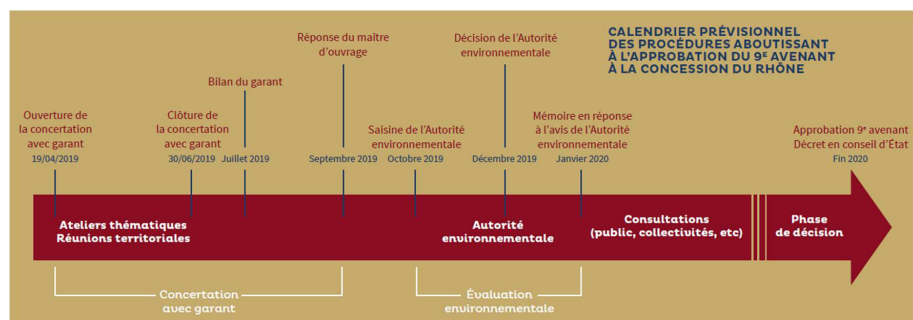 CALENDRIER PRÉVISIONNEL
DES PROCÉDURES ABOUTISSANT
À L'APPROBATION DU 9E AVENANT
À LA CONCESSION DU RHÔNE
Ouverture de
la concertation
avec garant
19/04/2019
Clôture de
la concertation
avec garant
30/06/2019
Bilan du garant
Juillet 2019
Réponse du maître
d'ouvrage
Septembre 2019
Saisine de l'Autorité
environnementale
Octobre 2019
Décision de l'Autorité
environnementale
Décembre 2019
Mémoire en réponse
à l'avis de l'Autorité
environnementale
Janvier 2020
Approbation 9e avenant
Décret en conseil d'État
Fin 2020
Ateliers thématiques
Réunions territoriales
Autorité
environnementale
Consultations
(public, collectivités, etc)
Phase
de décision
Concertation
avec garant
Évaluation
environnementale